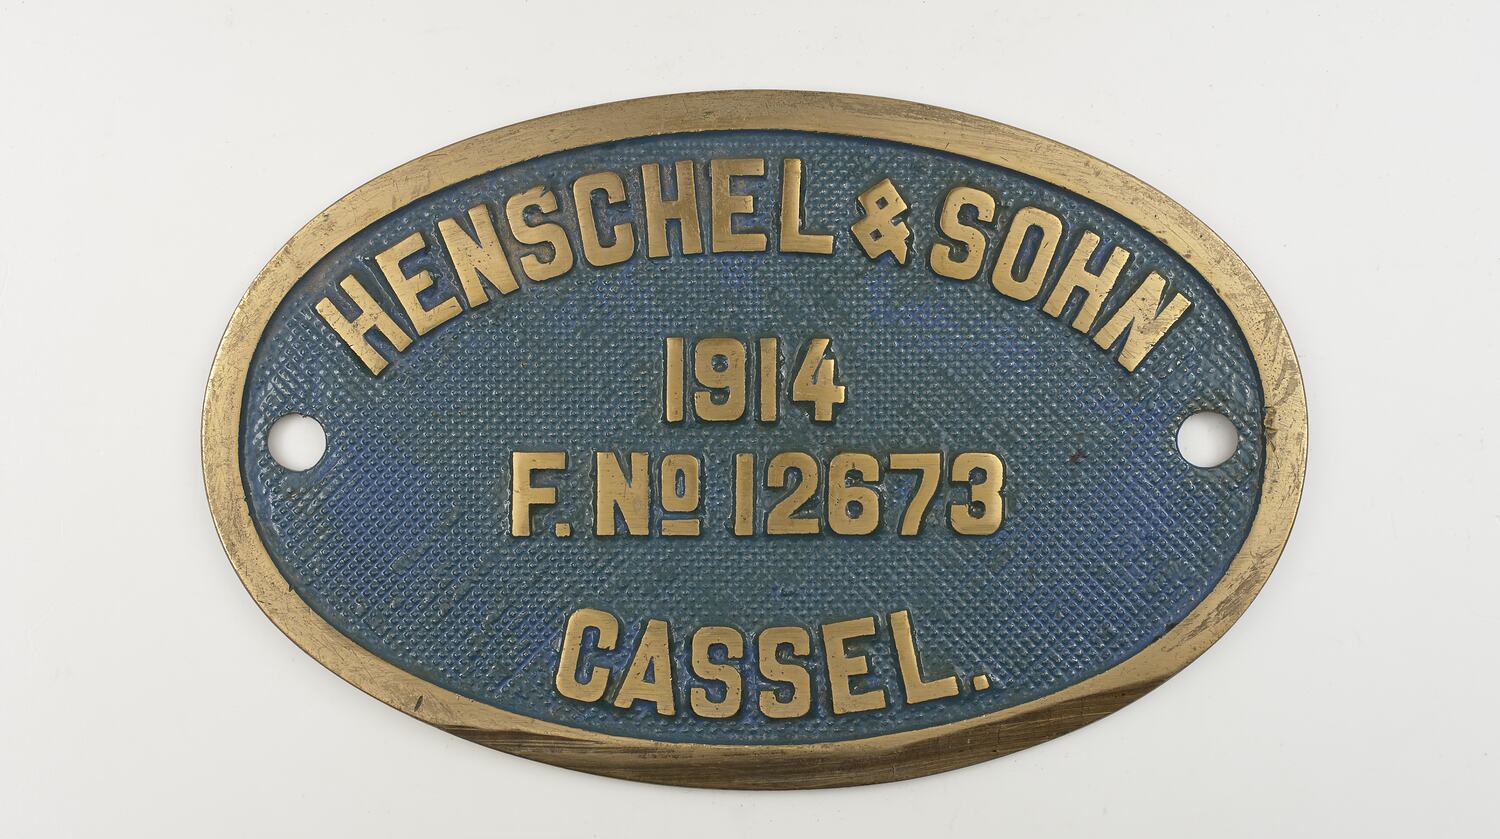 HENSCHEL & SOHN
1914
F. No 12673
CASSEL.